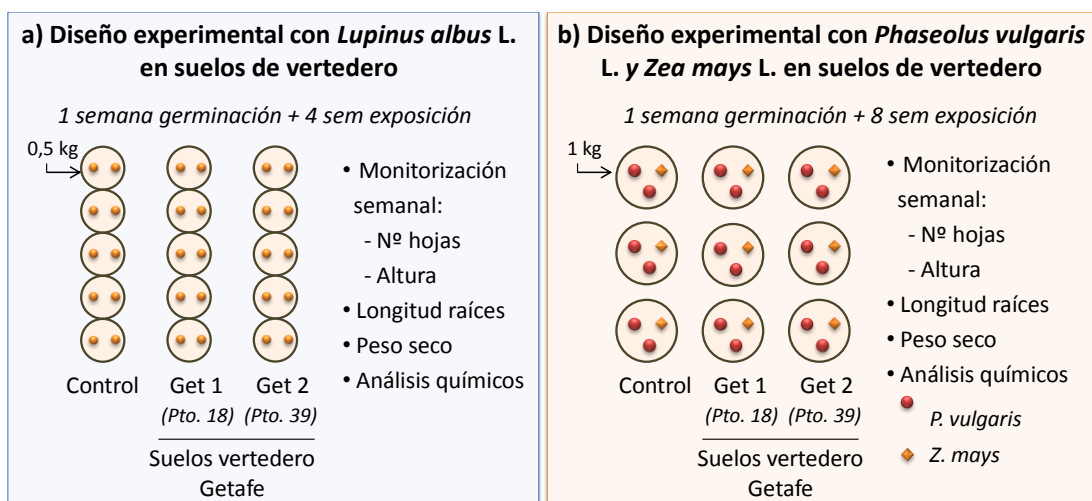 a) Diseño experimental con Lupinus albus L.
en suelos de vertedero
1 semana germinación + 4 sem exposición
0,5 kg
• Monitorización
semanal:
- Nº hojas
- Altura
• Longitud raíces
• Peso seco
• Análisis químicos
Control Get 1 Get 2
(Pto. 18) (Pto. 39)
Suelos vertedero
Getafe
b) Diseño experimental con Phaseolus vulgaris
L. y Zea mays L. en suelos de vertedero
1 semana germinación + 8 sem exposición
1 kg
• Monitorización
semanal:
- Nº hojas
- Altura
• Longitud raíces
• Peso seco
• Análisis químicos
P. vulgaris
Z. mays
Control Get 1 Get 2
(Pto. 18) (Pto. 39)
Suelos vertedero
Getafe